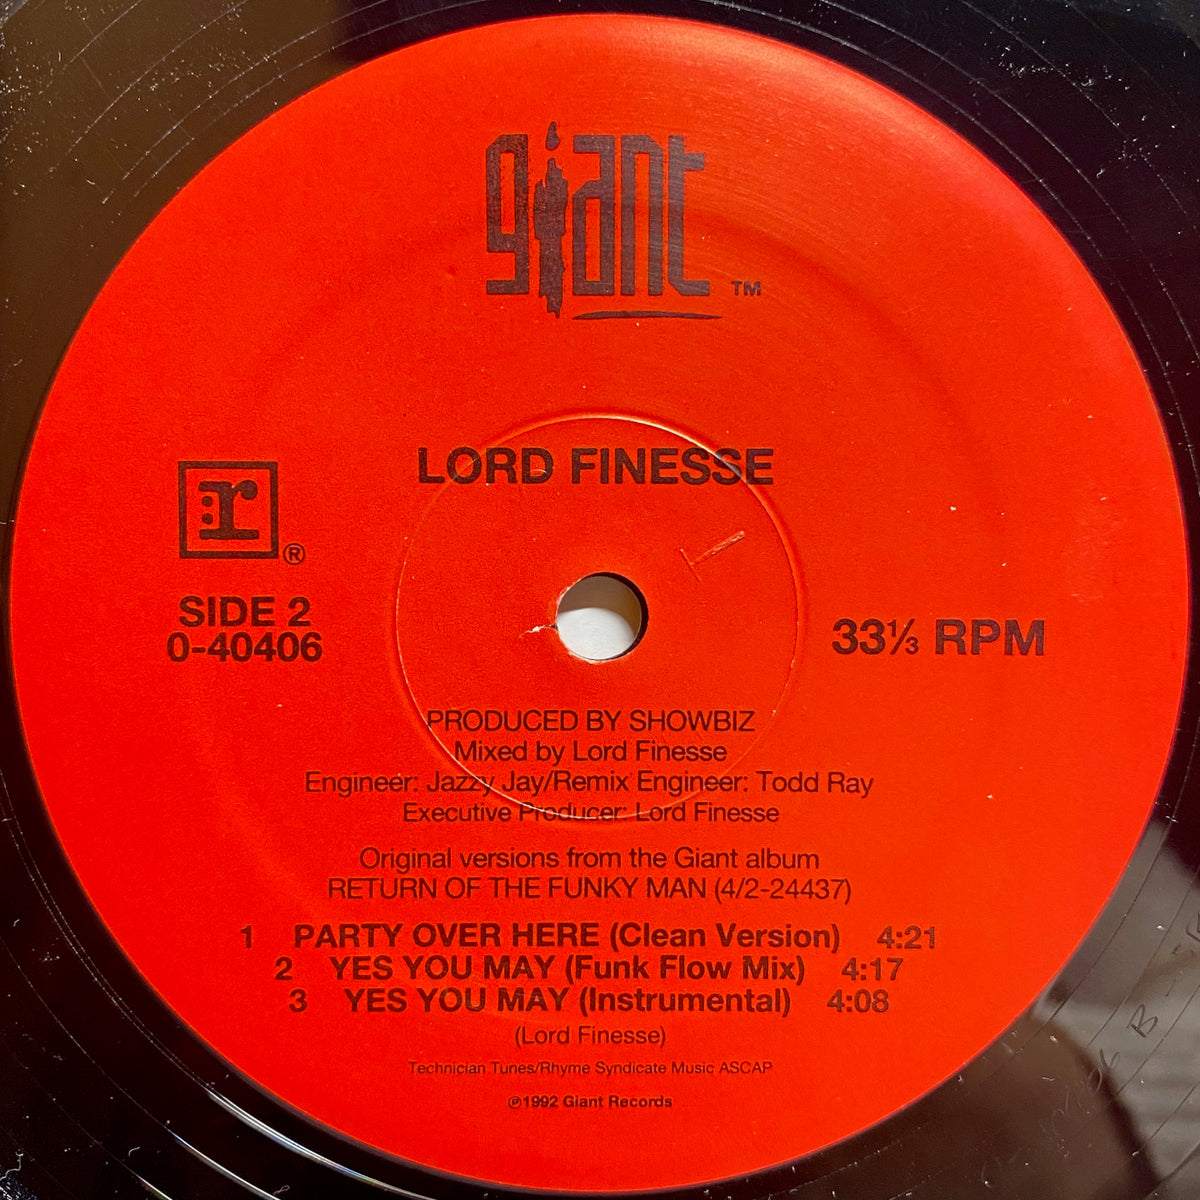 giant ™
LORD FINESSE
r ®
SIDE 2
0-40406
33⅓ RPM
PRODUCED BY SHOWBIZ
Mixed by Lord Finesse
Engineer: Jazzy Jay/Remix Engineer: Todd Ray
Executive Producer: Lord Finesse
Original versions from the Giant album
RETURN OF THE FUNKY MAN (4/2-24437)
1 PARTY OVER HERE (Clean Version) 4:21
2 YES YOU MAY (Funk Flow Mix) 4:17
3 YES YOU MAY (Instrumental) 4:08
(Lord Finesse)
Technician Tunes/Rhyme Syndicate Music ASCAP
℗1992 Giant Records